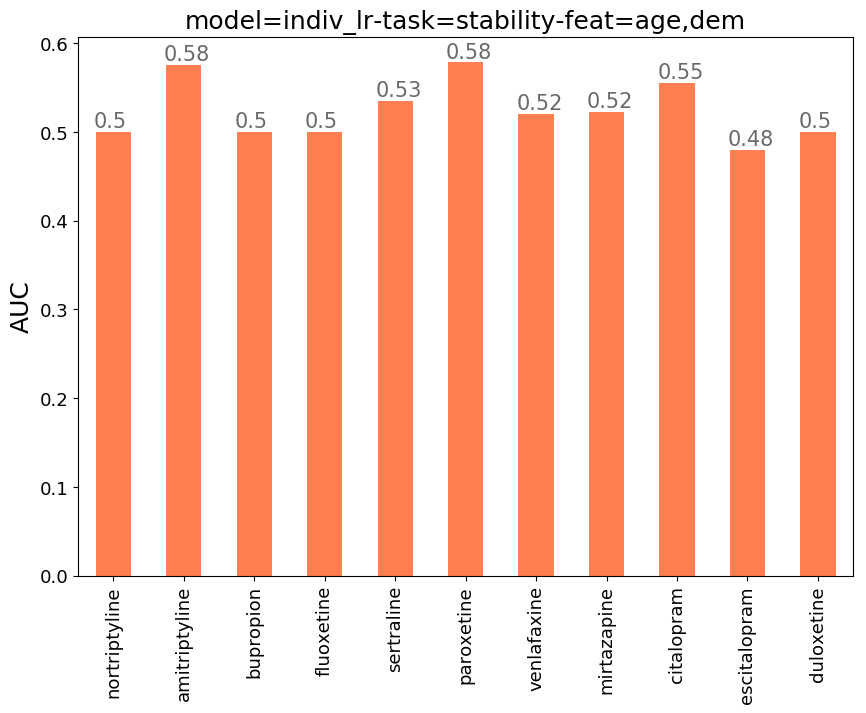 model=indiv_lr-task=stability-feat=age,dem
0.6
0.5
0.4
0.3
0.2
0.1
0.0
AUC
0.5
0.58
0.5
0.5
0.53
0.58
0.52
0.52
0.55
0.48
0.5
nortriptyline
amitriptyline
bupropion
fluoxetine
sertraline
paroxetine
venlafaxine
mirtazapine
citalopram
escitalopram
duloxetine